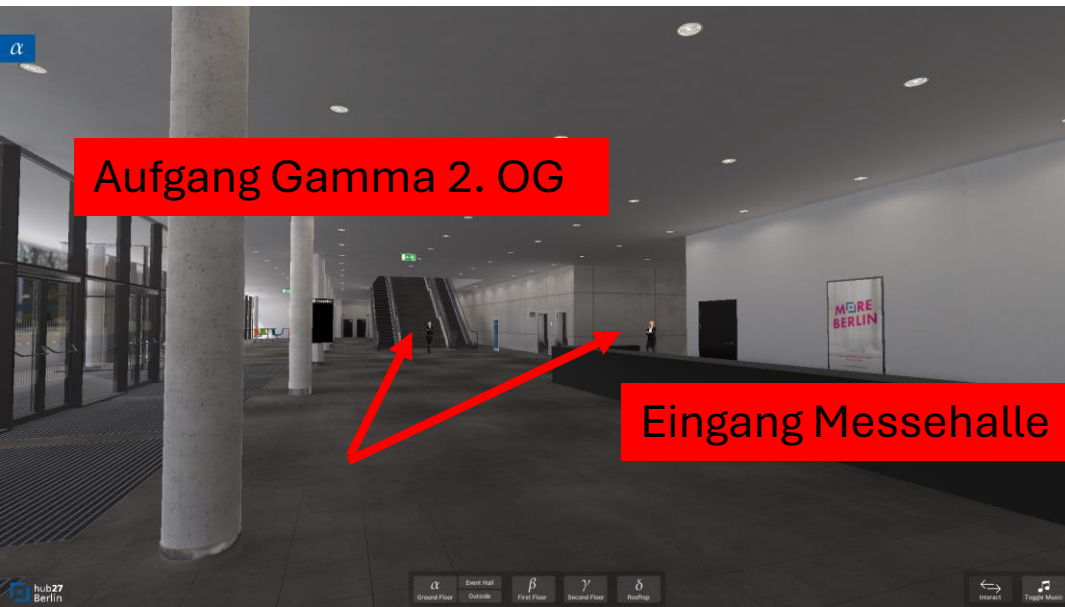 α
Aufgang Gamma 2. OG
MORE
BERLIN
Eingang Messehalle
hub27
Berlin
α
Ground Floor
Event Hall
Outside
β
First Floor
γ
Second Floor
δ
Rooftop
Interact
Toggle Music